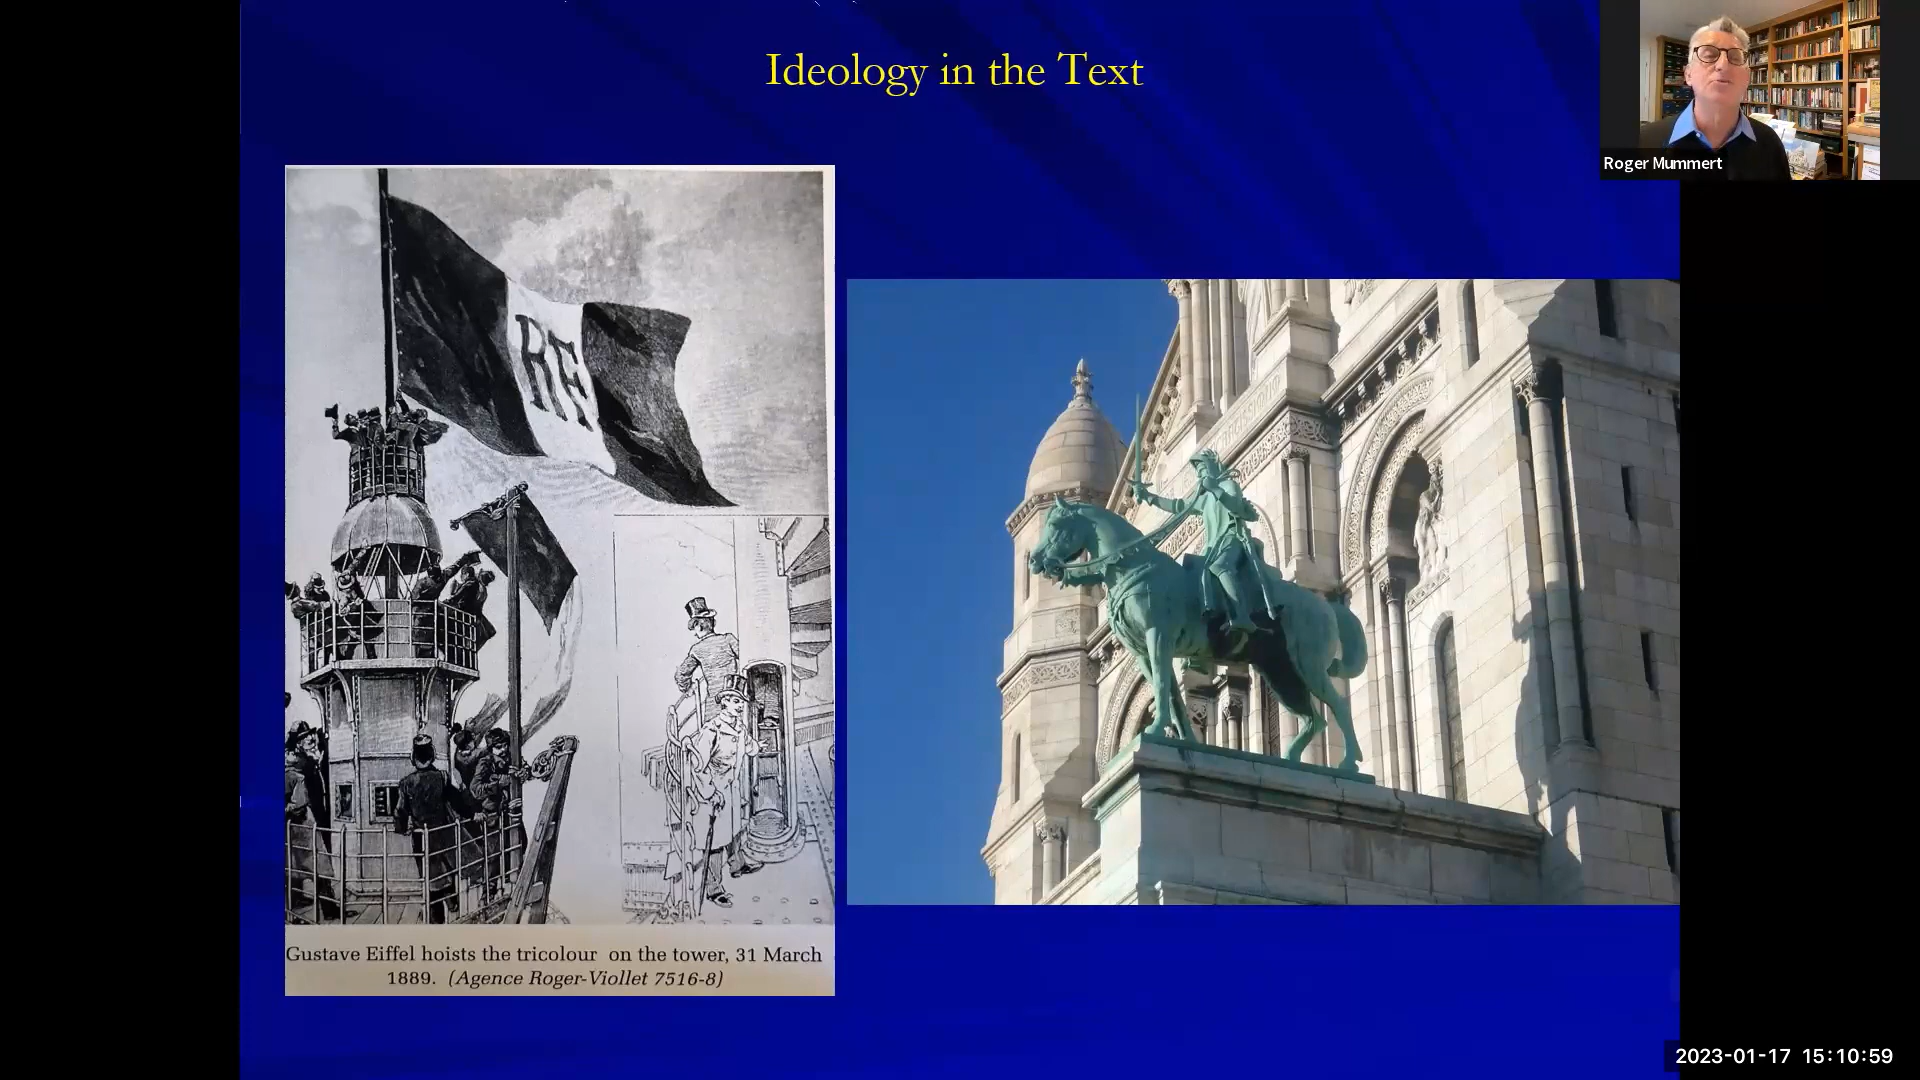 Ideology in the Text
Roger Mummert
RF
Gustave Eiffel hoists the tricolour on the tower, 31 March
1889. (Agence Roger-Viollet 7516-8)
2023-01-17 15:10:59